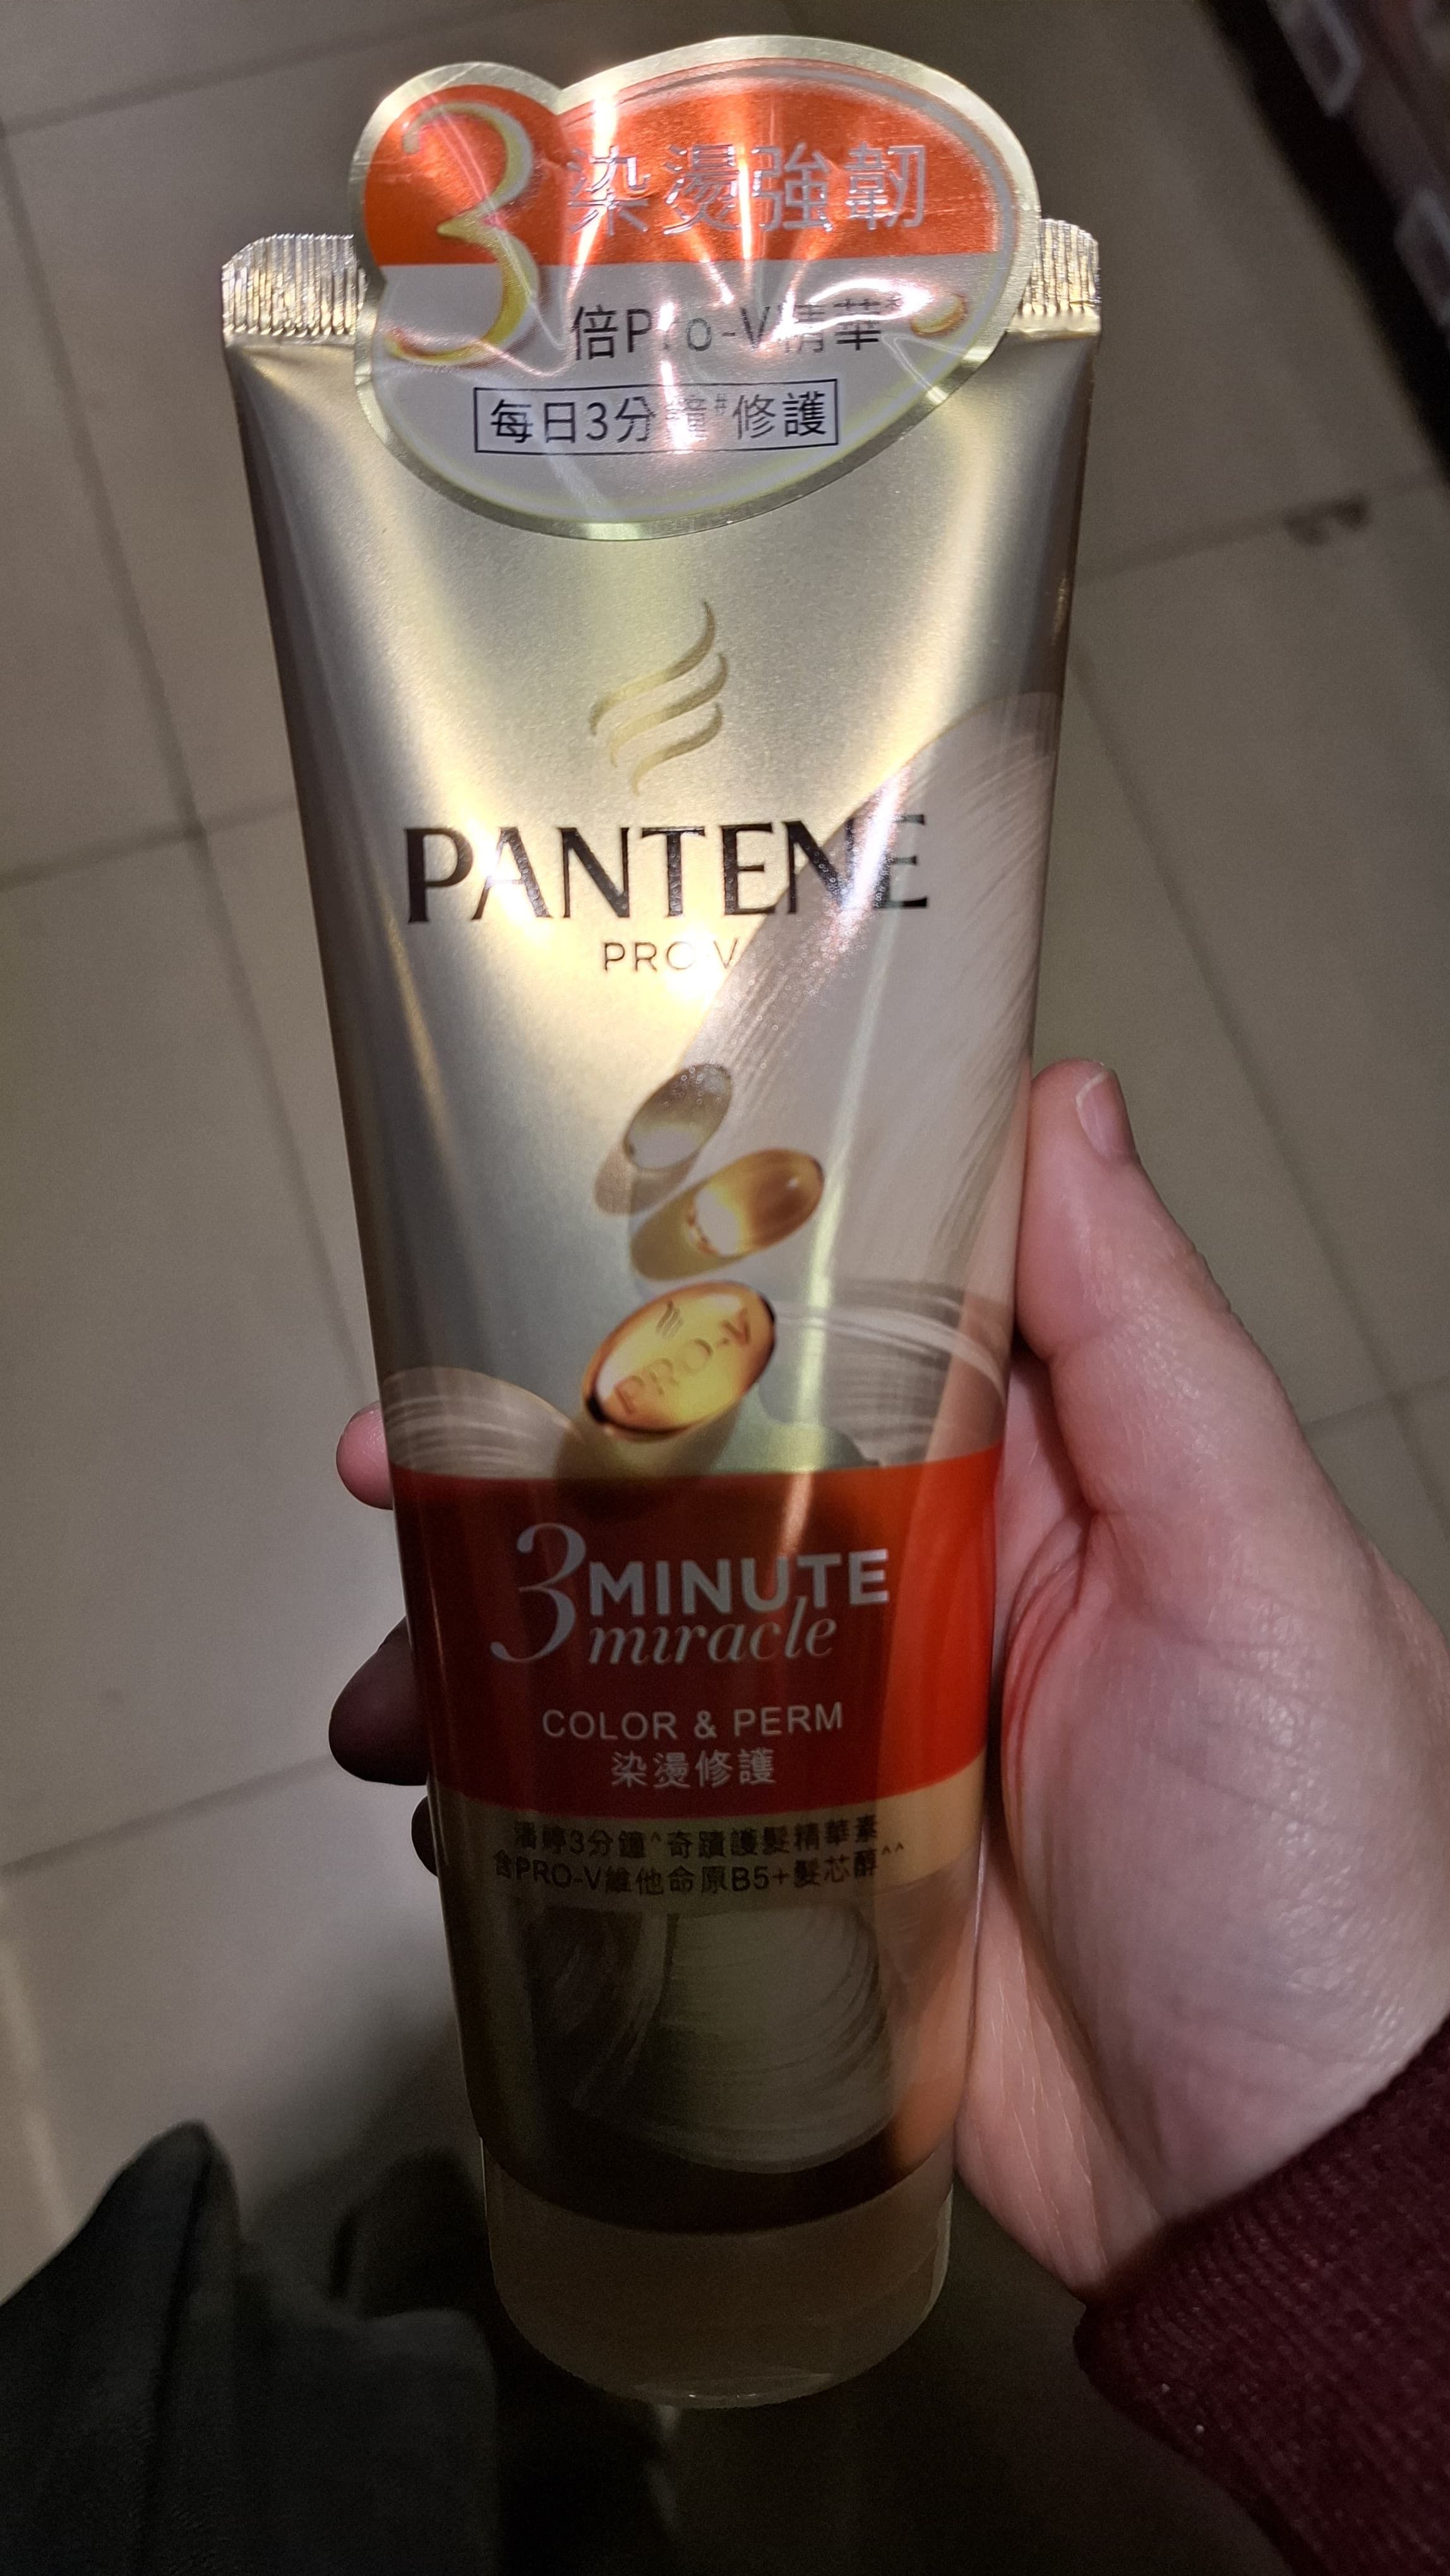 3 染燙強韌
倍Pro-V精華*
每日3分鐘#修護
PANTENE
PRO-V
PRO-V
3 MINUTE
miracle
COLOR & PERM
染燙修護
潘婷3分鐘^奇蹟護髮精華素
含PRO-V維他命原B5+髮芯醇^^